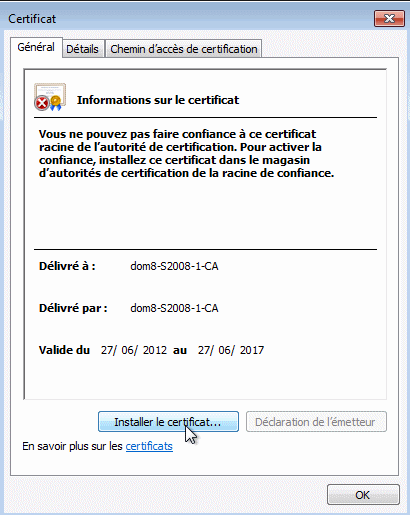 Certificat
Général Détails Chemin d'accès de certification
Informations sur le certificat
Vous ne pouvez pas faire confiance à ce certificat
racine de l'autorité de certification. Pour activer la
confiance, installez ce certificat dans le magasin
d'autorités de certification de la racine de confiance.
Délivré à : dom8-S2008-1-CA
Délivré par : dom8-S2008-1-CA
Valide du 27/ 06/ 2012 au 27/ 06/ 2017
Installer le certificat... Déclaration de l'émetteur
En savoir plus sur les certificats
OK